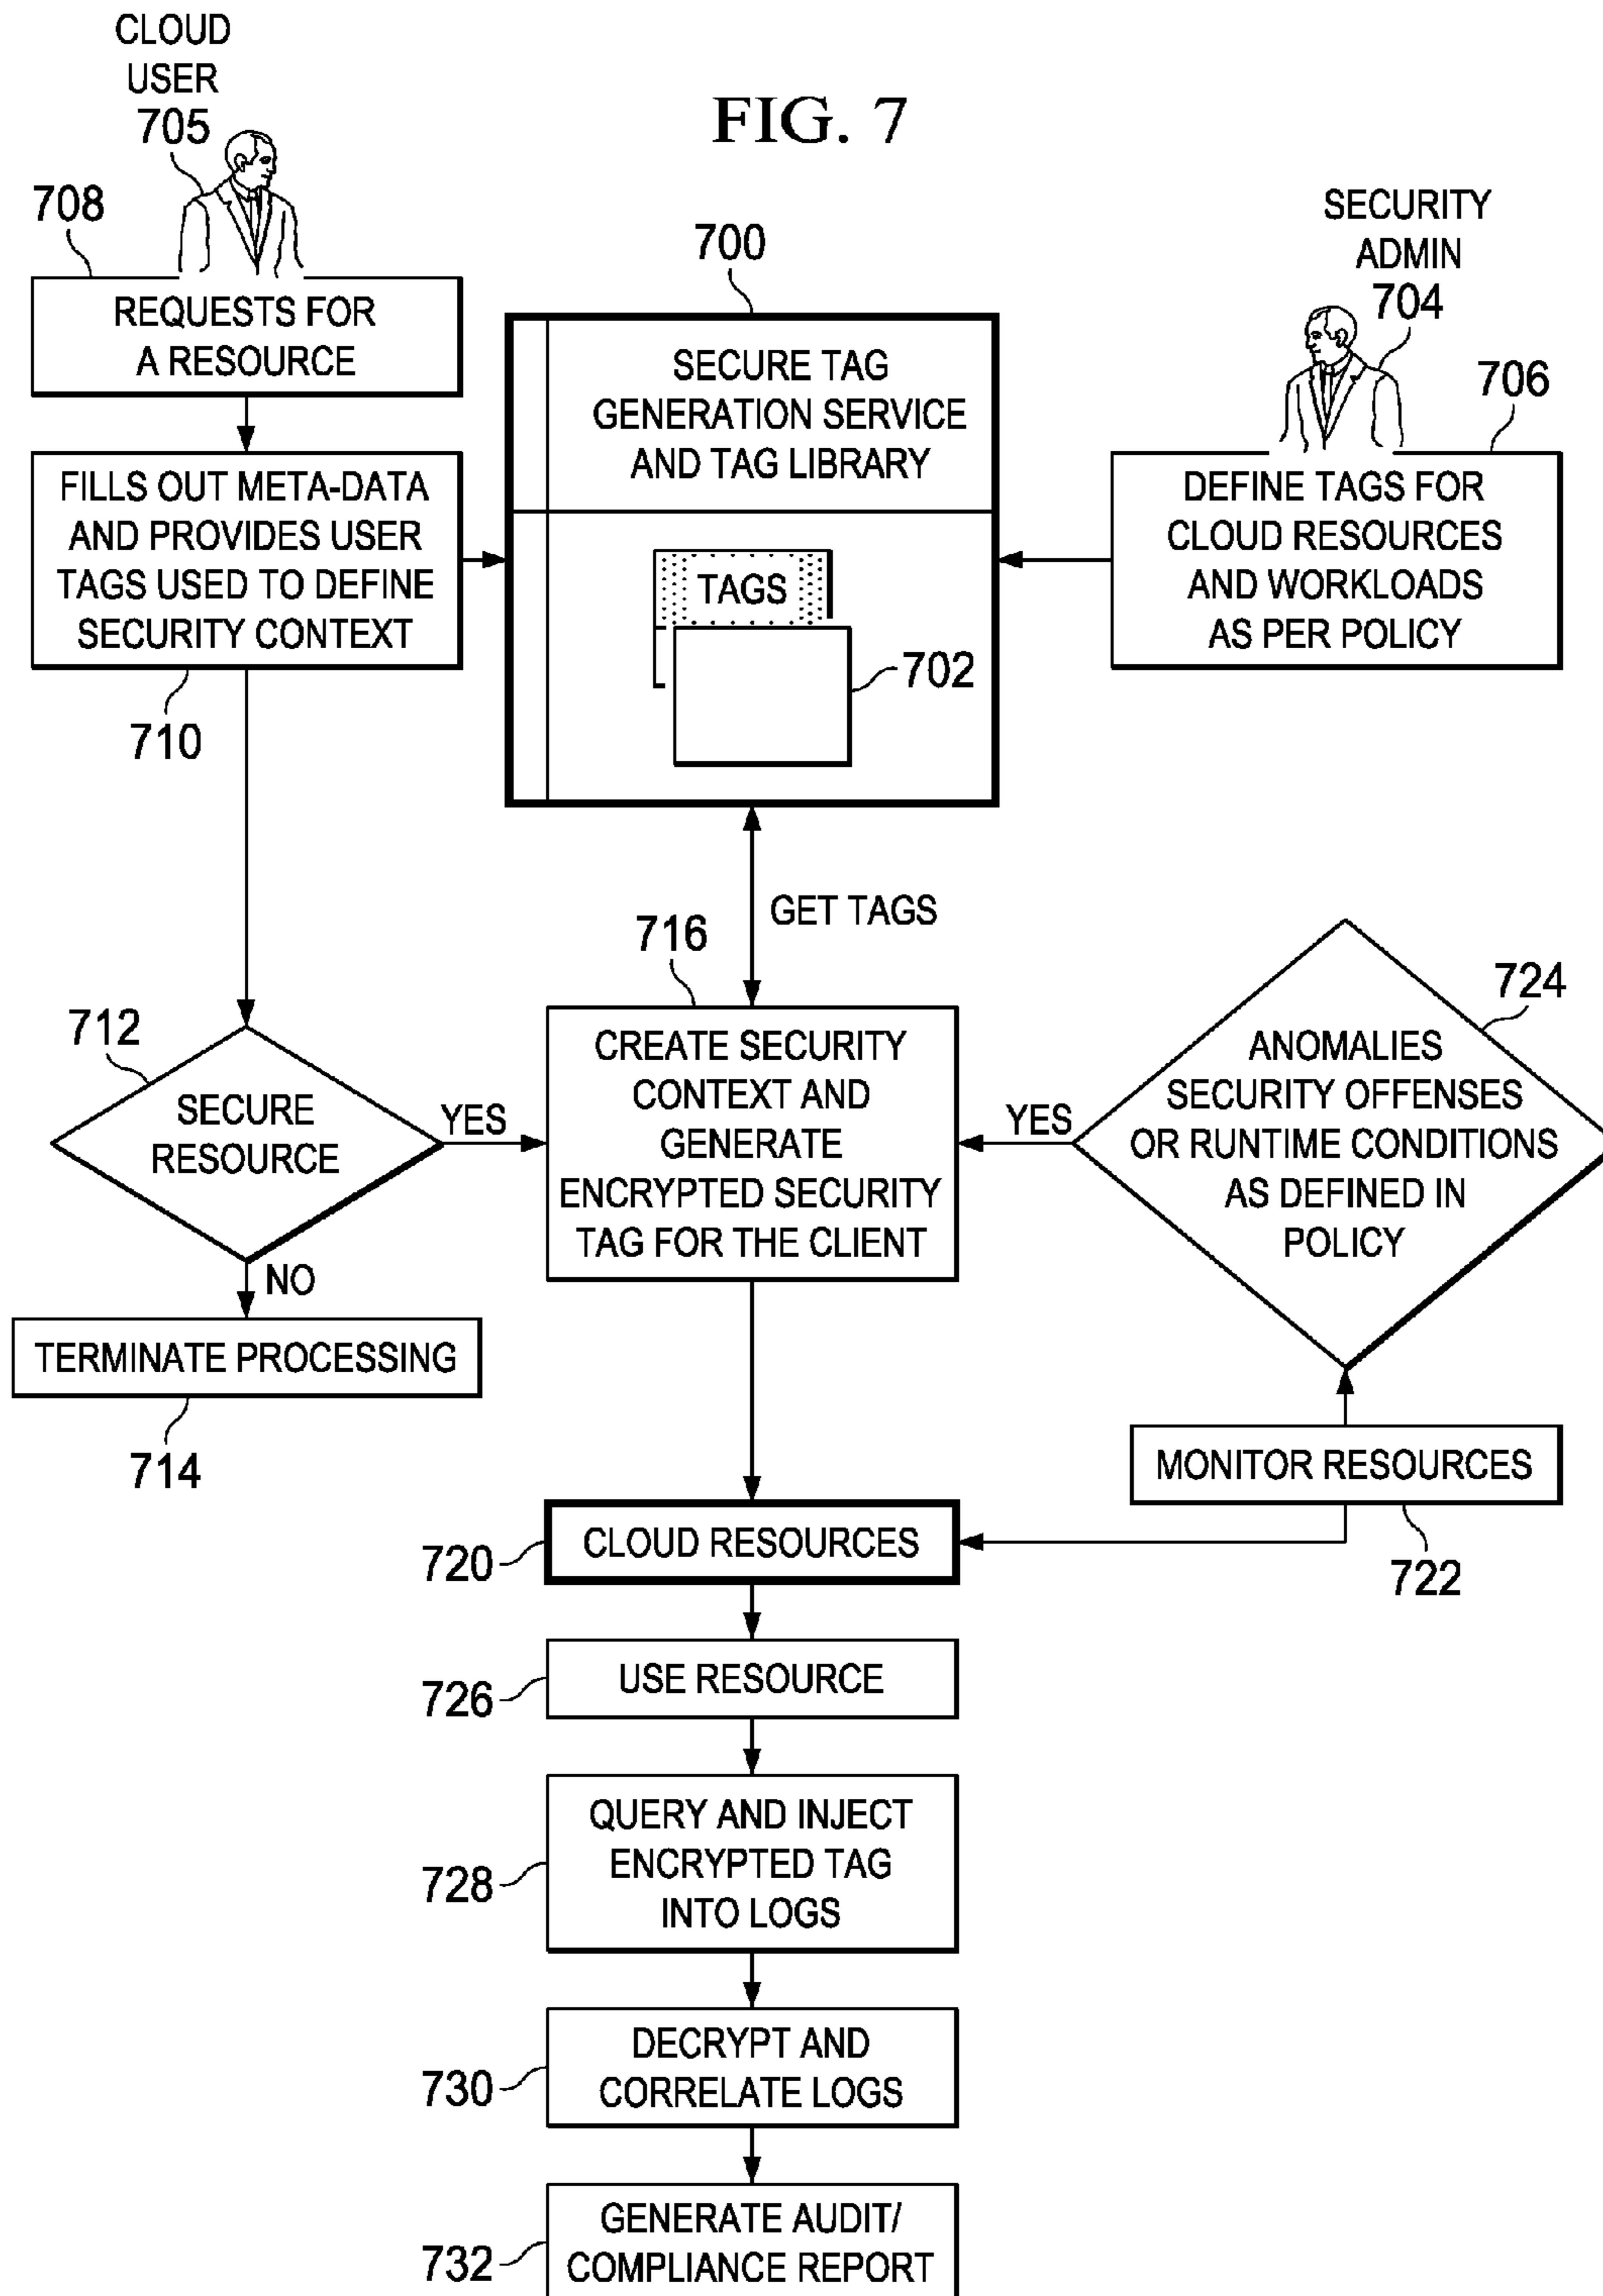 CLOUD
USER
705
FIG. 7
708
REQUESTS FOR
A RESOURCE
700
SECURITY
ADMIN
704
706
SECURE TAG
GENERATION SERVICE
AND TAG LIBRARY
FILLS OUT META-DATA
AND PROVIDES USER
TAGS USED TO DEFINE
SECURITY CONTEXT
710
TAGS
702
DEFINE TAGS FOR
CLOUD RESOURCES
AND WORKLOADS
AS PER POLICY
GET TAGS
712
SECURE
RESOURCE
YES
NO
TERMINATE PROCESSING
714
716
CREATE SECURITY
CONTEXT AND
GENERATE
ENCRYPTED SECURITY
TAG FOR THE CLIENT
YES
724
ANOMALIES
SECURITY OFFENSES
OR RUNTIME CONDITIONS
AS DEFINED IN
POLICY
MONITOR RESOURCES
722
720
CLOUD RESOURCES
726
USE RESOURCE
728
QUERY AND INJECT
ENCRYPTED TAG
INTO LOGS
730
DECRYPT AND
CORRELATE LOGS
732
GENERATE AUDIT/
COMPLIANCE REPORT